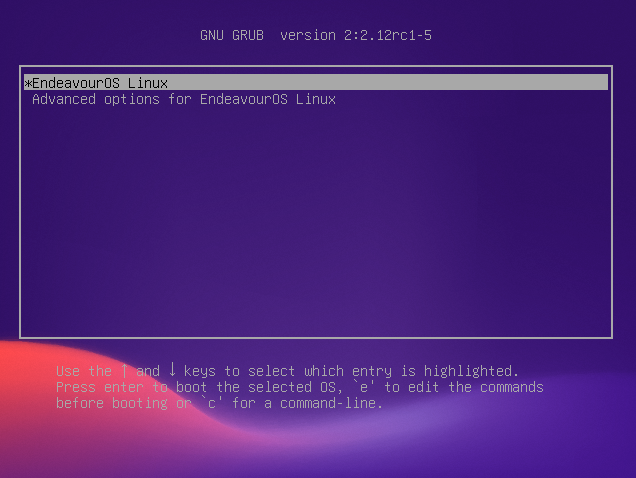 GNU GRUB  version 2:2.12rc1-5
*EndeavourOS Linux
Advanced options for EndeavourOS Linux
Use the ↑ and ↓ keys to select which entry is highlighted.
Press enter to boot the selected OS, `e' to edit the commands
before booting or `c' for a command-line.